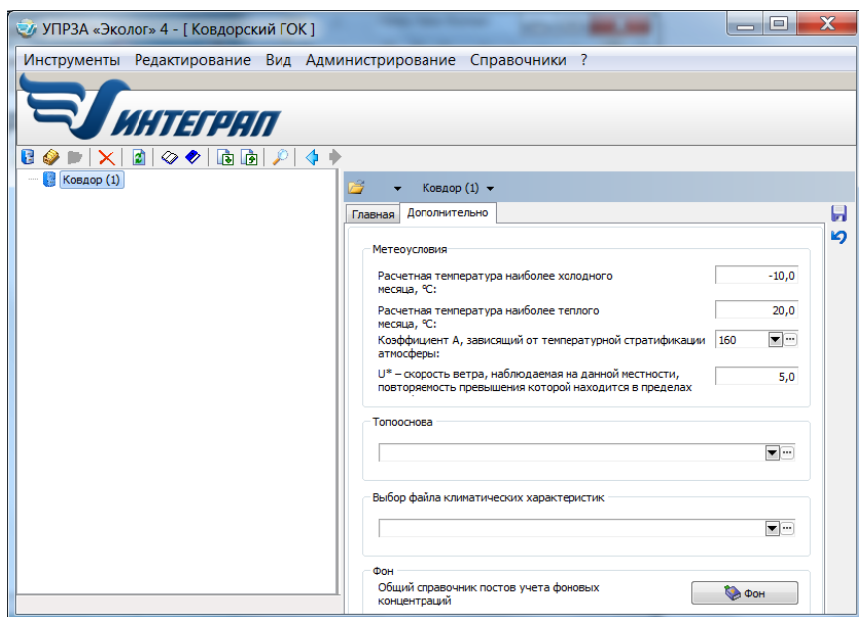 УПРЗА «Эколог» 4 - [ Ковдорский ГОК ]
Инструменты Редактирование Вид Администрирование Справочники ?
ИНТЕГРАЛ
Ковдор (1)
Ковдор (1)
Главная Дополнительно
Метеоусловия
Расчетная температура наиболее холодного
месяца, °C: -10,0
Расчетная температура наиболее теплого
месяца, °C: 20,0
Коэффициент А, зависящий от температурной стратификации
атмосферы: 160
U* – скорость ветра, наблюдаемая на данной местности,
повторяемость превышения которой находится в пределах 5,0
Топооснова
Выбор файла климатических характеристик
Фон
Общий справочник постов учета фоновых
концентраций
Фон